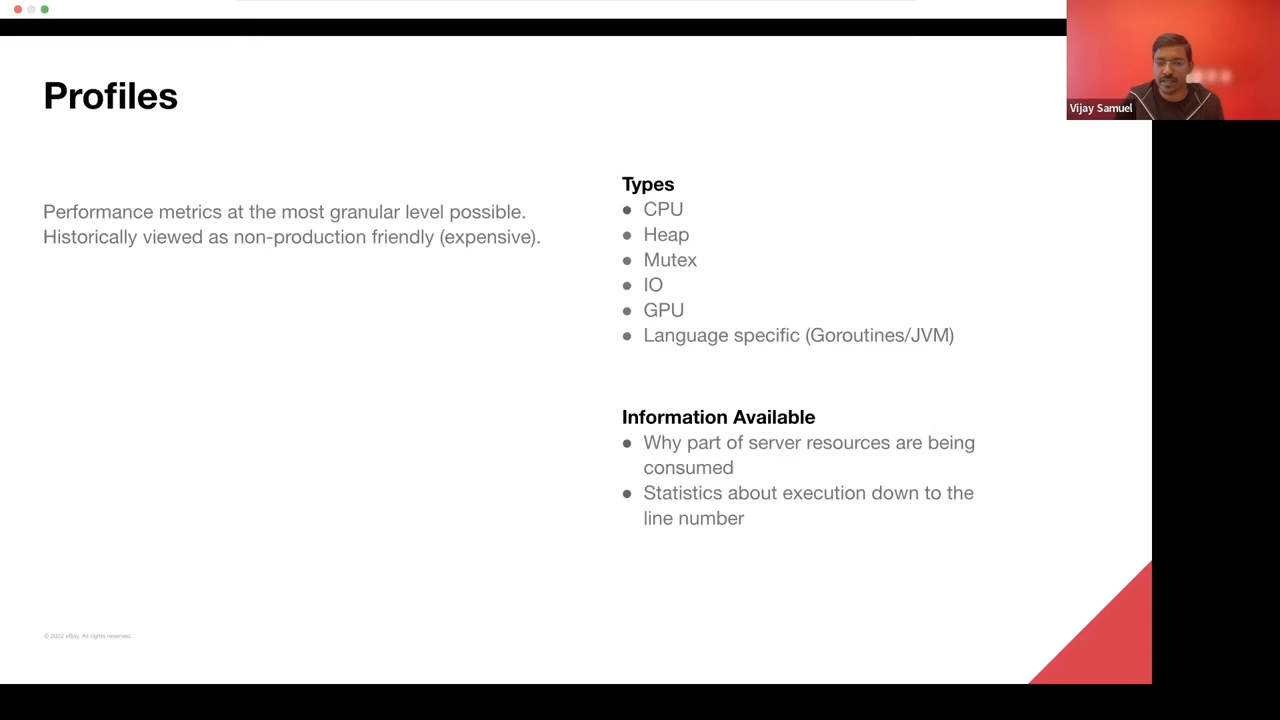 Profiles
Vijay Samuel
Performance metrics at the most granular level possible.
Historically viewed as non-production friendly (expensive).
Types
● CPU
● Heap
● Mutex
● IO
● GPU
● Language specific (Goroutines/JVM)
Information Available
● Why part of server resources are being
consumed
● Statistics about execution down to the
line number
© 2022 eBay. All rights reserved.